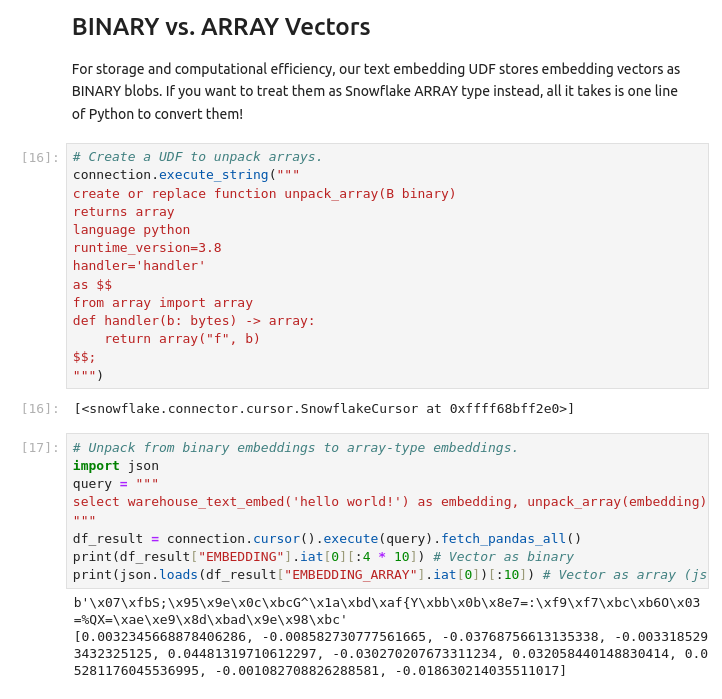 BINARY vs. ARRAY Vectors
For storage and computational efficiency, our text embedding UDF stores embedding vectors as
BINARY blobs. If you want to treat them as Snowflake ARRAY type instead, all it takes is one line
of Python to convert them!
[16]:
# Create a UDF to unpack arrays.
connection.execute_string("""
create or replace function unpack_array(B binary)
returns array
language python
runtime_version=3.8
handler='handler'
as $$
from array import array
def handler(b: bytes) -> array:
    return array("f", b)
$$;
""")
[16]: [<snowflake.connector.cursor.SnowflakeCursor at 0xffff68bff2e0>]
[17]:
# Unpack from binary embeddings to array-type embeddings.
import json
query = """
select warehouse_text_embed('hello world!') as embedding, unpack_array(embedding)
"""
df_result = connection.cursor().execute(query).fetch_pandas_all()
print(df_result["EMBEDDING"].iat[0][:4 * 10]) # Vector as binary
print(json.loads(df_result["EMBEDDING_ARRAY"].iat[0])[:10]) # Vector as array (js
b'\x07\xfbS;\x95\x9e\x0c\xbcG^\x1a\xbd\xaf{Y\xbb\x0b\x8e7=:\xf9\xf7\xbc\xb6O\x03
=%QX=\xae\xe9\x8d\xbad\x9e\x98\xbc'
[0.0032345668878406286, -0.008582730777561665, -0.03768756613135338, -0.003318529
3432325125, 0.04481319710612297, -0.030270207673311234, 0.032058440148830414, 0.0
5281176045536995, -0.001082708826288581, -0.018630214035511017]